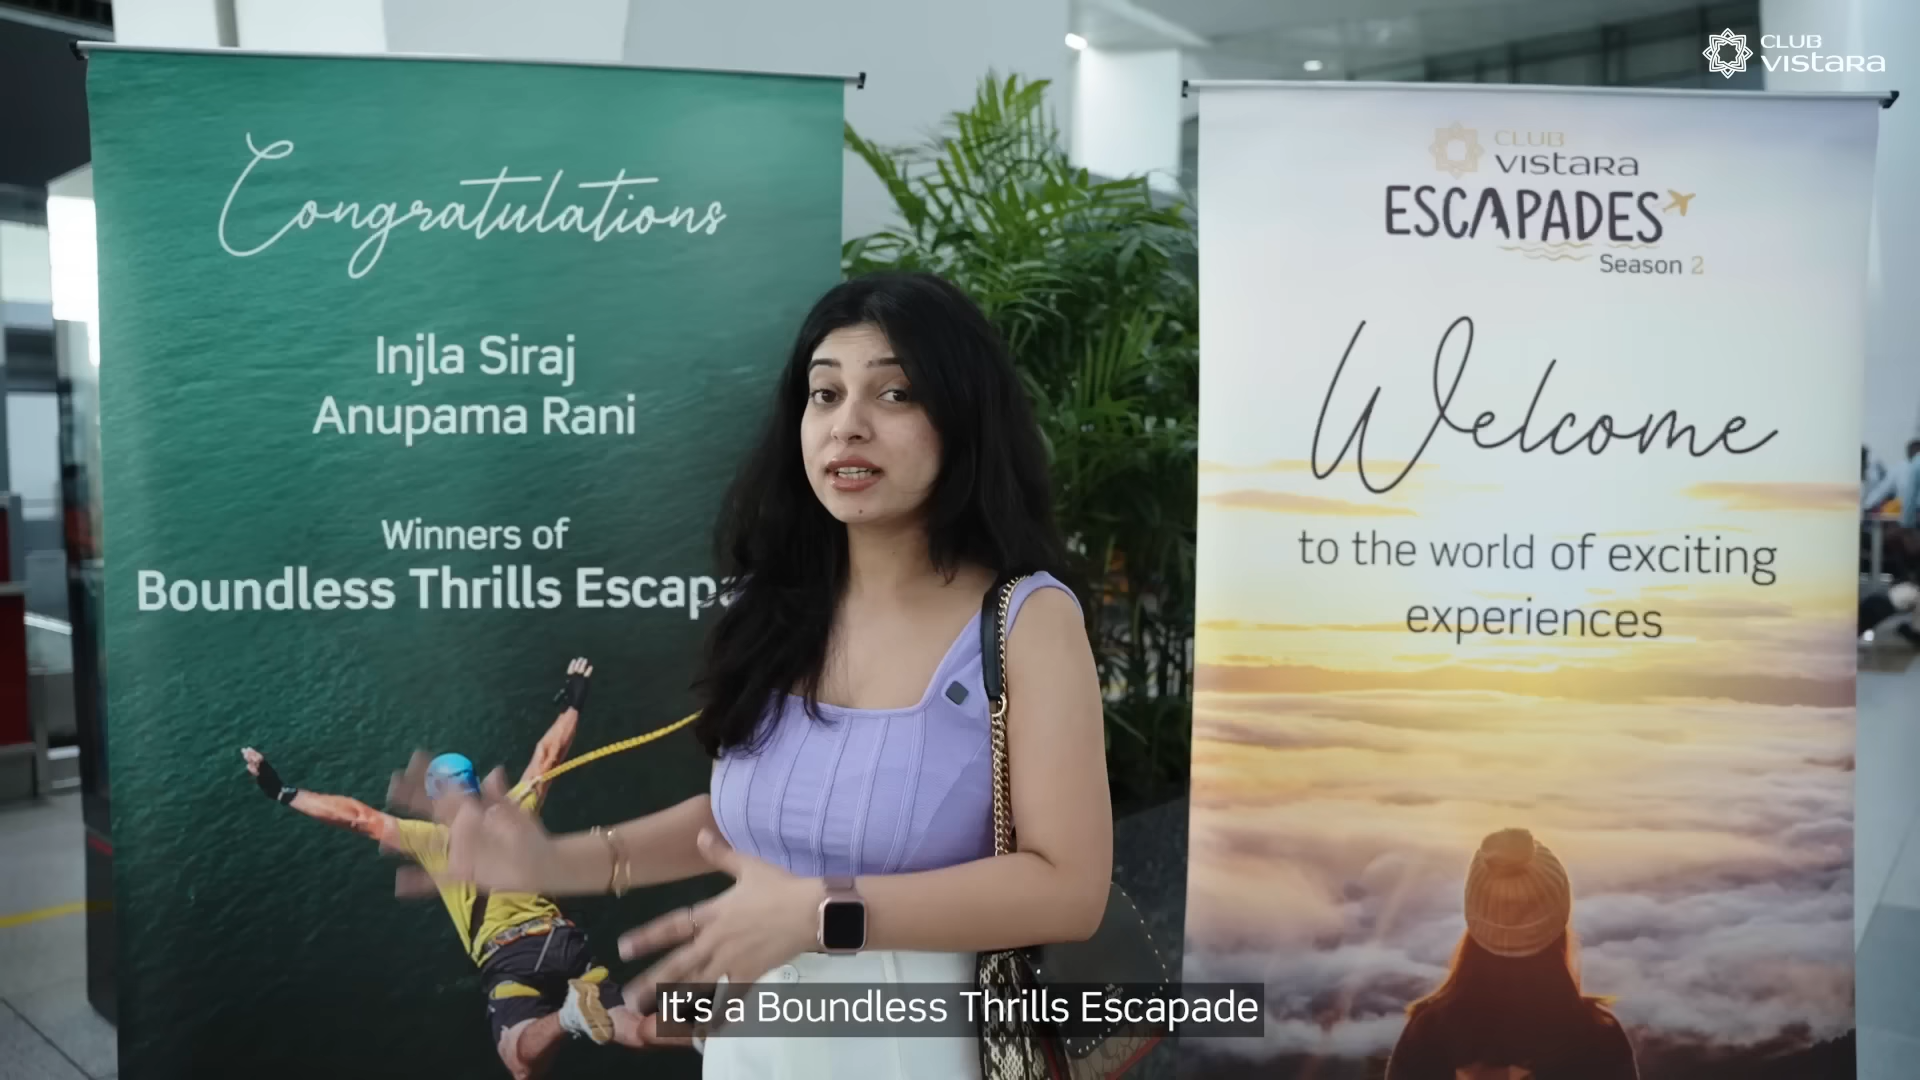 CLUB
VISTARA
Congratulations
Injla Siraj
Anupama Rani
Winners of
Boundless Thrills Escapa
CLUB
VISTARA
ESCAPADES
Season 2
Welcome
to the world of exciting
experiences
It's a Boundless Thrills Escapade